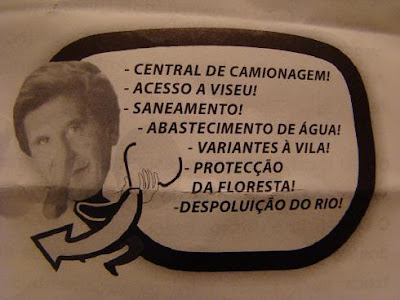 - CENTRAL DE CAMIONAGEM!
- ACESSO A VISEU!
- SANEAMENTO!
- ABASTECIMENTO DE ÁGUA!
- VARIANTES À VILA!
- PROTECÇÃO
DA FLORESTA!
-DESPOLUIÇÃO DO RIO!